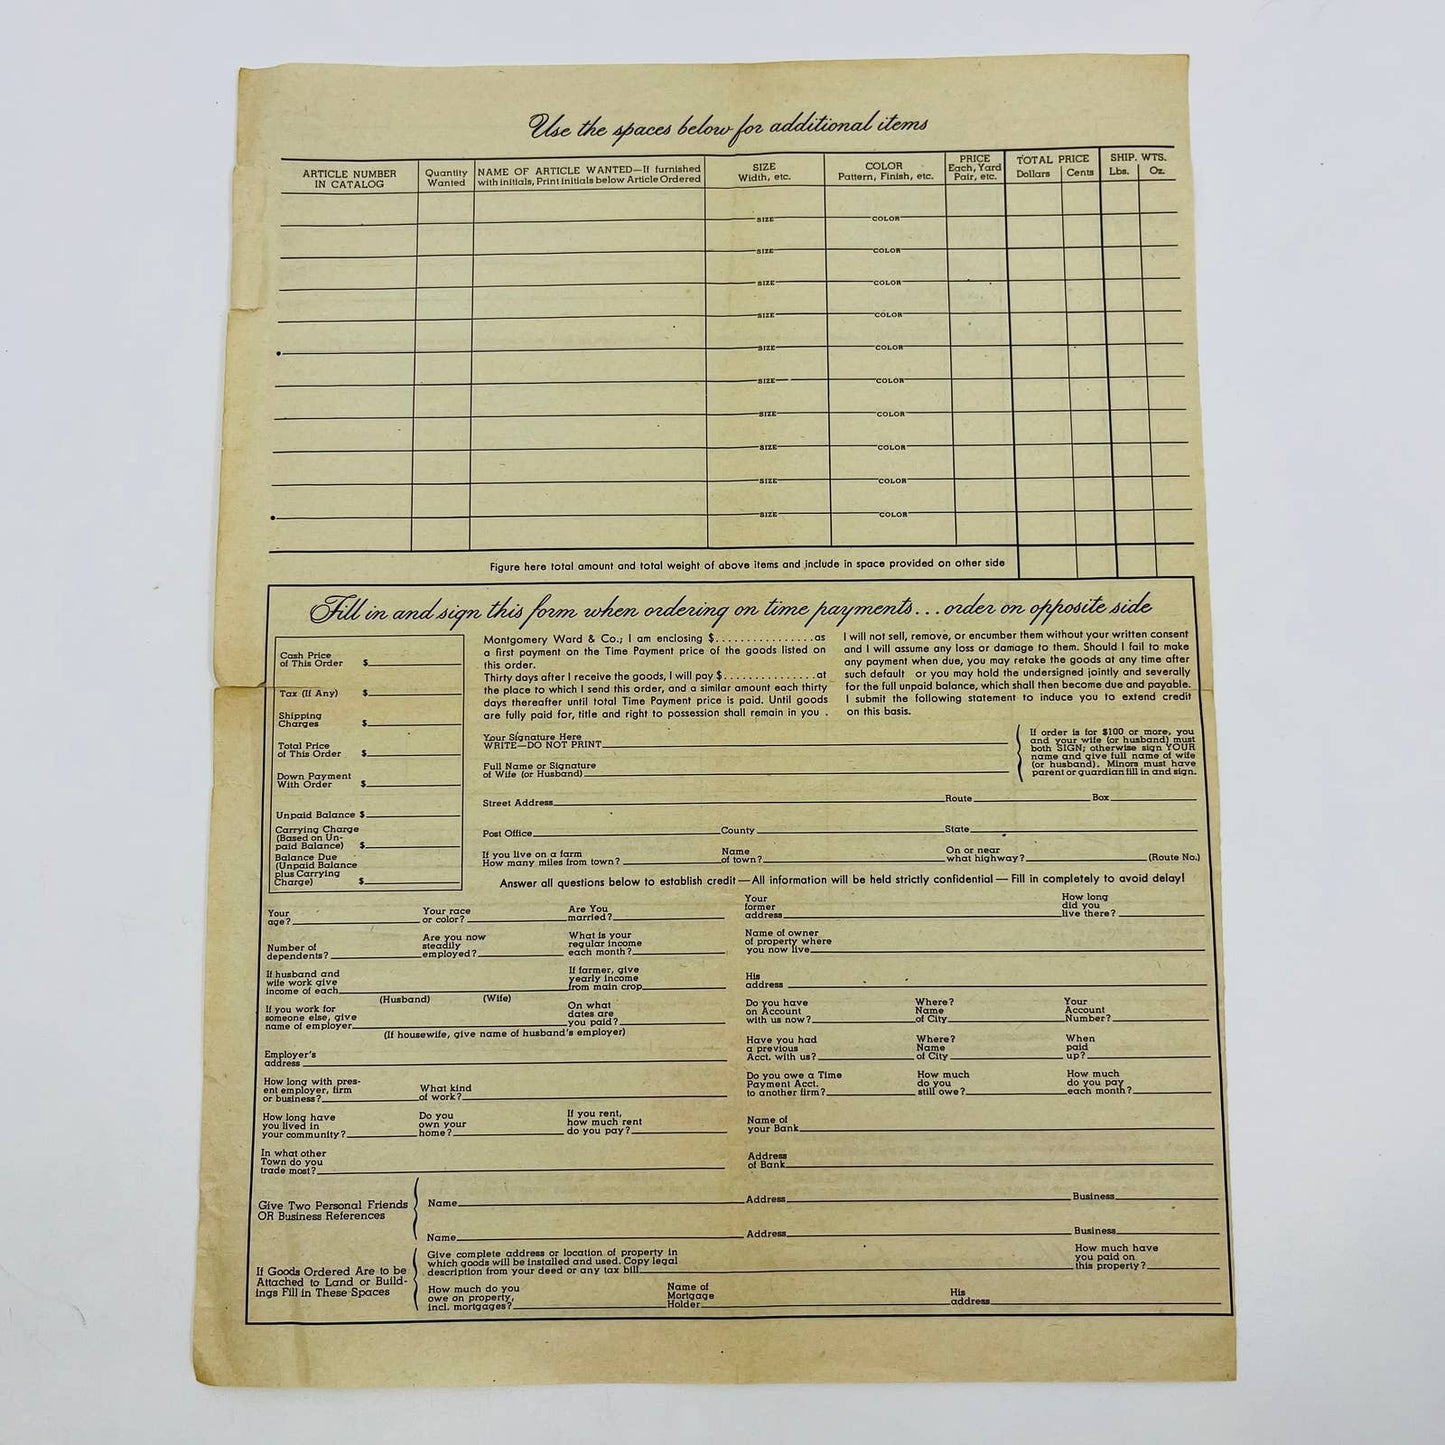 Use the spaces below for additional items
ARTICLE NUMBER
IN CATALOG
Quantity
Wanted
NAME OF ARTICLE WANTED—If furnished
with initials, Print initials below Article Ordered
SIZE
Width, etc.
COLOR
Pattern, Finish, etc.
PRICE
Each, Yard
Pair, etc.
TOTAL PRICE
Dollars Cents
SHIP. WTS.
Lbs. Oz.
SIZE COLOR
SIZE COLOR
SIZE COLOR
SIZE COLOR
SIZE COLOR
SIZE COLOR
SIZE COLOR
SIZE COLOR
SIZE COLOR
SIZE COLOR
Figure here total amount and total weight of above items and include in space provided on other side
Fill in and sign this form when ordering on time payments...order on opposite side
Cash Price
of This Order $
Tax (If Any) $
Shipping
Charges $
Total Price
of This Order $
Down Payment
With Order $
Unpaid Balance $
Carrying Charge
(Based on Un-
paid Balance) $
Balance Due
(Unpaid Balance
plus Carrying
Charge) $
Montgomery Ward & Co.; I am enclosing $...............as
a first payment on the Time Payment price of the goods listed on
this order.
Thirty days after I receive the goods, I will pay $...............at
the place to which I send this order, and a similar amount each thirty
days thereafter until total Time Payment price is paid. Until goods
are fully paid for, title and right to possession shall remain in you .
I will not sell, remove, or encumber them without your written consent
and I will assume any loss or damage to them. Should I fail to make
any payment when due, you may retake the goods at any time after
such default or you may hold the undersigned jointly and severally
for the full unpaid balance, which shall then become due and payable.
I submit the following statement to induce you to extend credit
on this basis.
Your Signature Here
WRITE—DO NOT PRINT
Full Name or Signature
of Wife (or Husband)
If order is for $100 or more, you
and your wife (or husband) must
both SIGN; otherwise sign YOUR
name and give full name of wife
(or husband). Minors must have
parent or guardian fill in and sign.
Street Address Route Box
Post Office County State
If you live on a farm
How many miles from town?
Name
of town?
On or near
what highway? (Route No.)
Answer all questions below to establish credit—All information will be held strictly confidential—Fill in completely to avoid delay!
Your
age?
Your race
or color?
Are You
married?
Number of
dependents?
Are you now
steadily
employed?
What is your
regular income
each month?
If husband and
wife work give
income of each
(Husband) (Wife)
If farmer, give
yearly income
from main crop
If you work for
someone else, give
name of employer
On what
dates are
you paid?
(If housewife, give name of husband's employer)
Employer's
address
How long with pres-
ent employer, firm
or business?
What kind
of work?
How long have
you lived in
your community?
Do you
own your
home?
If you rent,
how much rent
do you pay?
In what other
Town do you
trade most?
Your
former
address
How long
did you
live there?
Name of owner
of property where
you now live
His
address
Do you have
on Account
with us now?
Where?
Name
of City
Your
Account
Number?
Have you had
a previous
Acct. with us?
Where?
Name
of City
When
paid
up?
Do you owe a Time
Payment Acct.
to another firm?
How much
do you
still owe?
How much
do you pay
each month?
Name of
your Bank
Address
of Bank
Give Two Personal Friends
OR Business References
Name Address Business
Name Address Business
If Goods Ordered Are to be
Attached to Land or Build-
ings Fill in These Spaces
Give complete address or location of property in
which goods will be installed and used. Copy legal
description from your deed or any tax bill
How much have
you paid on
this property?
How much do you
owe on property,
incl. mortgages?
Name of
Mortgage
Holder
His
address